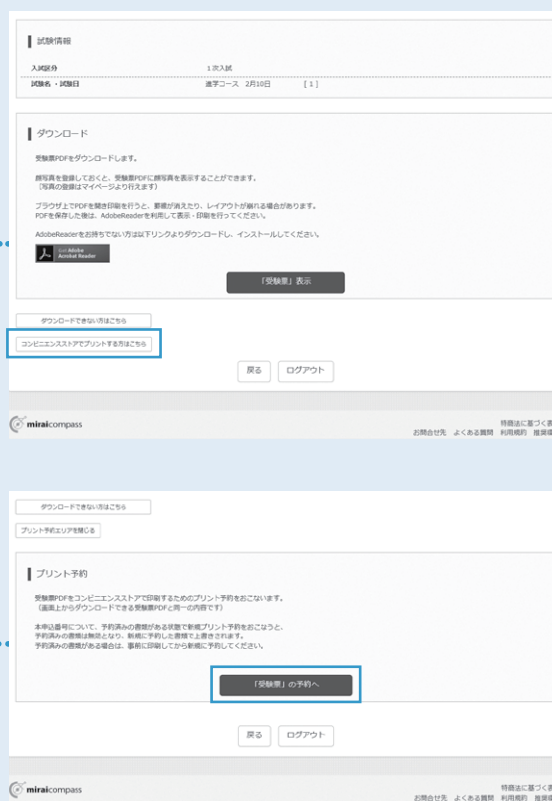 試験情報
入試区分 1次入試
試験名・試験日 進学コース 2月10日 [1]
ダウンロード
受験票PDFをダウンロードします。
顔写真を登録しておくと、受験票PDFに顔写真を表示することができます。
(写真の登録はマイページより行えます)
ブラウザ上でPDFを開き印刷を行うと、罫線が消えたり、レイアウトが崩れる場合があります。
PDFを保存した後は、AdobeReaderを利用して表示・印刷を行ってください。
AdobeReaderをお持ちでない方は以下リンクよりダウンロードし、インストールしてください。
Get Adobe
Acrobat Reader
「受験票」表示
ダウンロードできない方はこちら
コンビニエンスストアでプリントする方はこちら
戻る ログアウト
miraicompass
特商法に基づく表
お問合せ先 よくある質問 利用規約 推奨環
ダウンロードできない方はこちら
プリント予約エリアを閉じる
プリント予約
受験票PDFをコンビニエンスストアで印刷するためのプリント予約をおこないます。
(画面上からダウンロードできる受験票PDFと同一の内容です)
本申込番号について、予約済みの書類がある状態で新規プリント予約をおこなうと、
予約済みの書類は無効となり、新規に予約した書類で上書きされます。
予約済みの書類がある場合は、事前に印刷してから新規に予約してください。
「受験票」の予約へ
戻る ログアウト
miraicompass
特商法に基づく表
お問合せ先 よくある質問 利用規約 推奨環